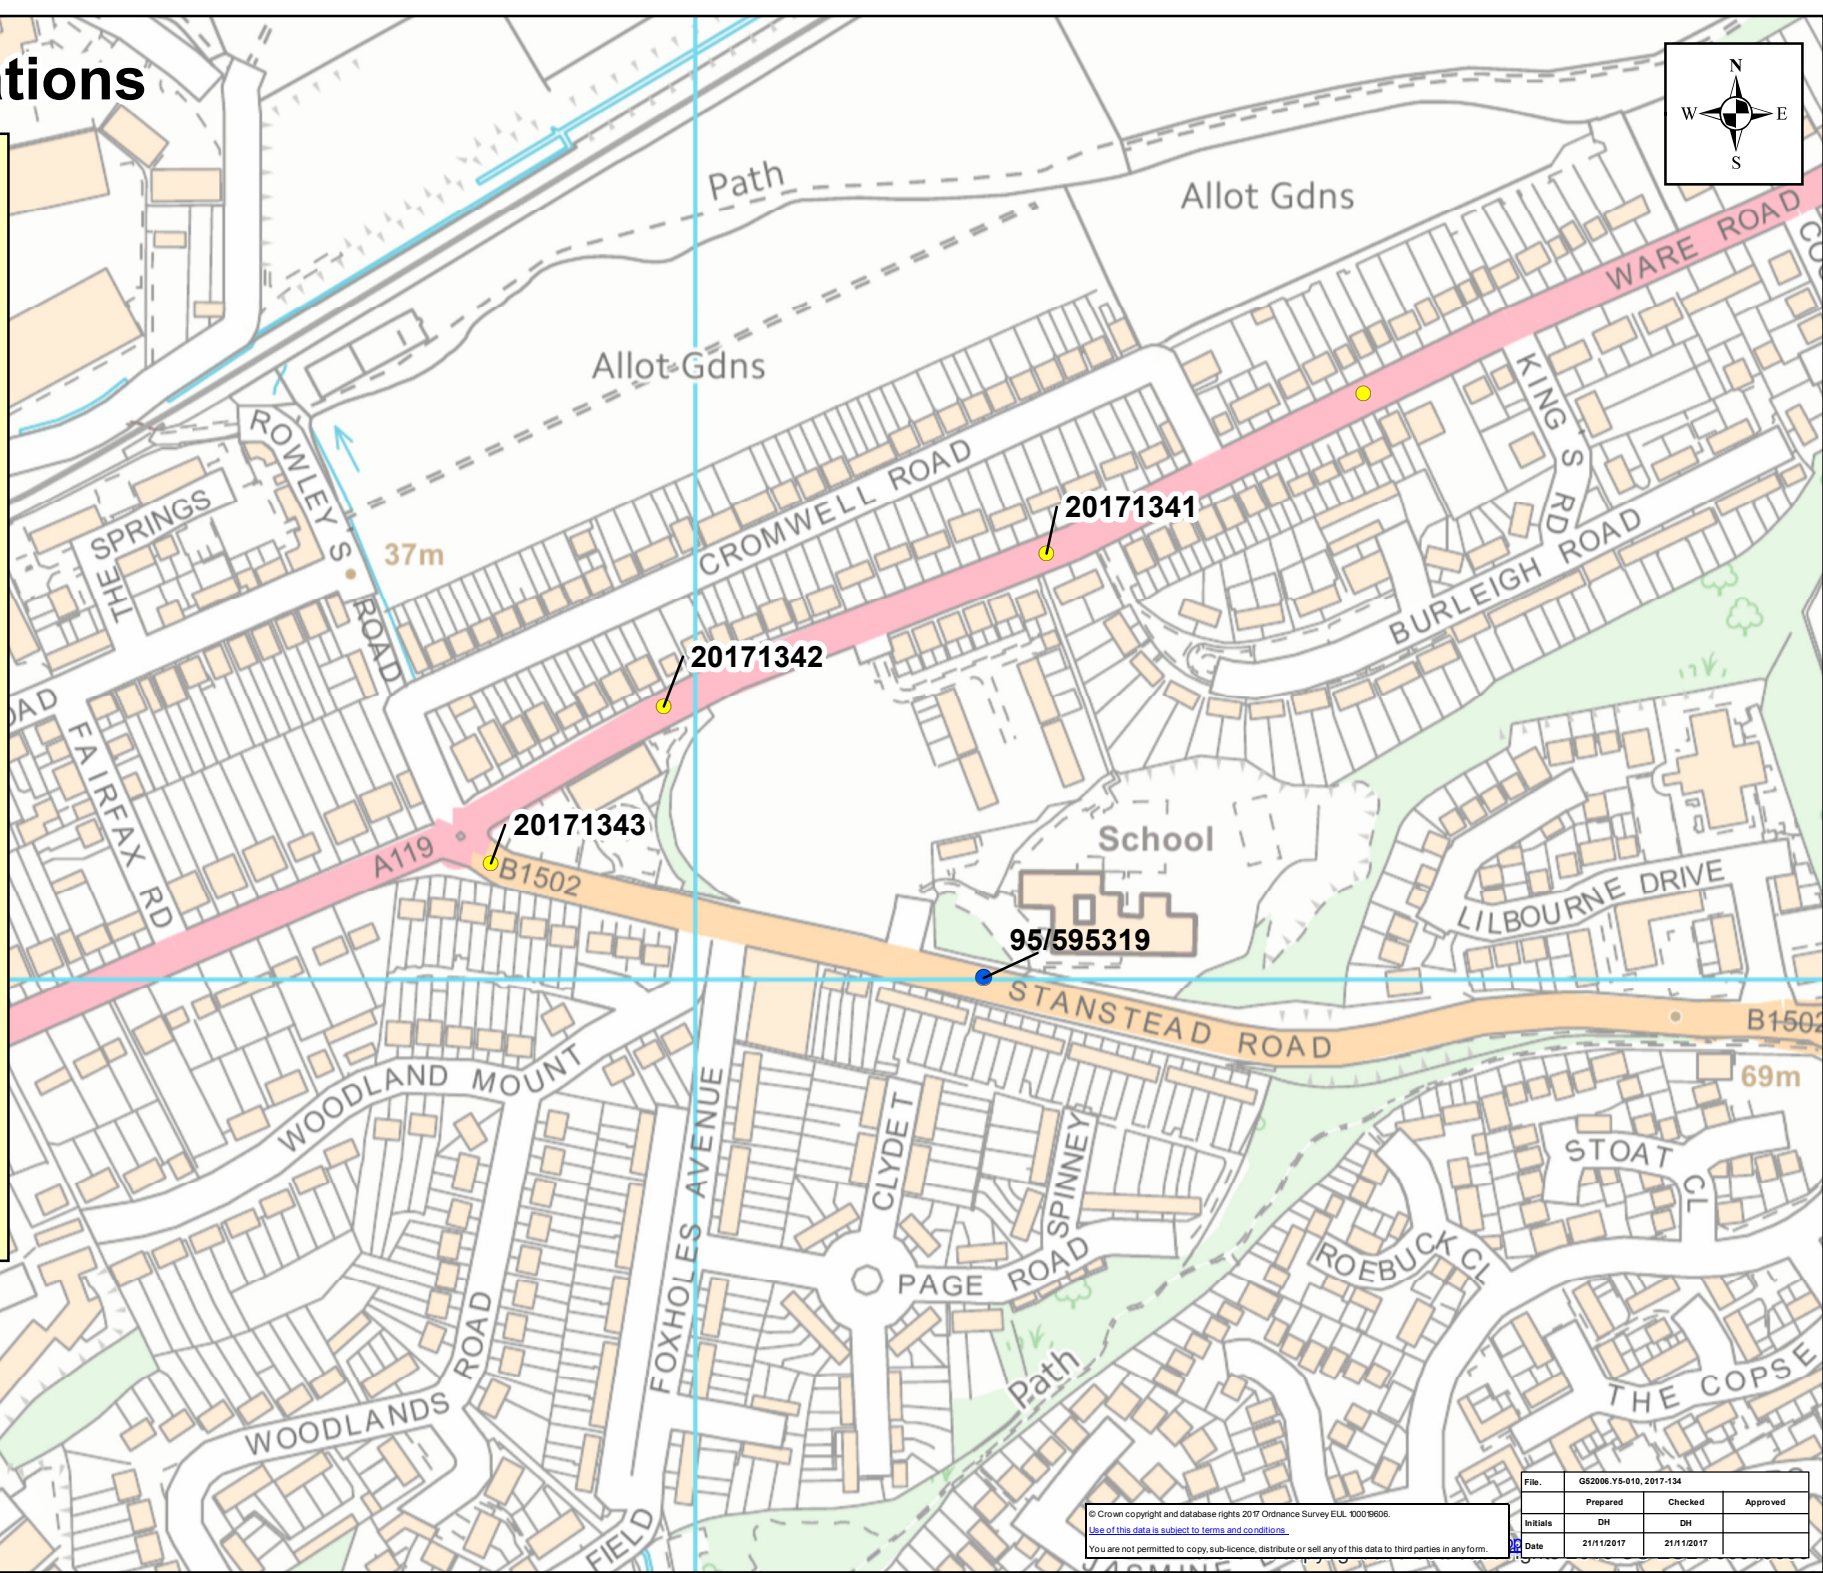 ations
N
W E
S
Path
Allot Gdns
WARE ROAD
Allot Gdns
KING'S RD
ROWLEY'S ROAD
CROMWELL ROAD
20171341
THE SPRINGS
37m
BURLEIGH ROAD
20171342
OAD
FAIRFAX RD
20171343
A119
B1502
School
LILBOURNE DRIVE
95/595319
STANSTEAD ROAD
B1502
69m
WOODLAND MOUNT
FOXHOLES AVENUE
CLYDE T
SPINNEY
STOAT CL
ROEBUCK CL
PAGE ROAD
Path
THE COPSE
WOODLANDS ROAD
FIELD
JASMINE
File. G52006.Y5-010, 2017-134
Prepared Checked Approved
Initials DH DH
Date 21/11/2017 21/11/2017
© Crown copyright and database rights 2017 Ordnance Survey EUL 100019606.
Use of this data is subject to terms and conditions
You are not permitted to copy, sub-licence, distribute or sell any of this data to third parties in any form.